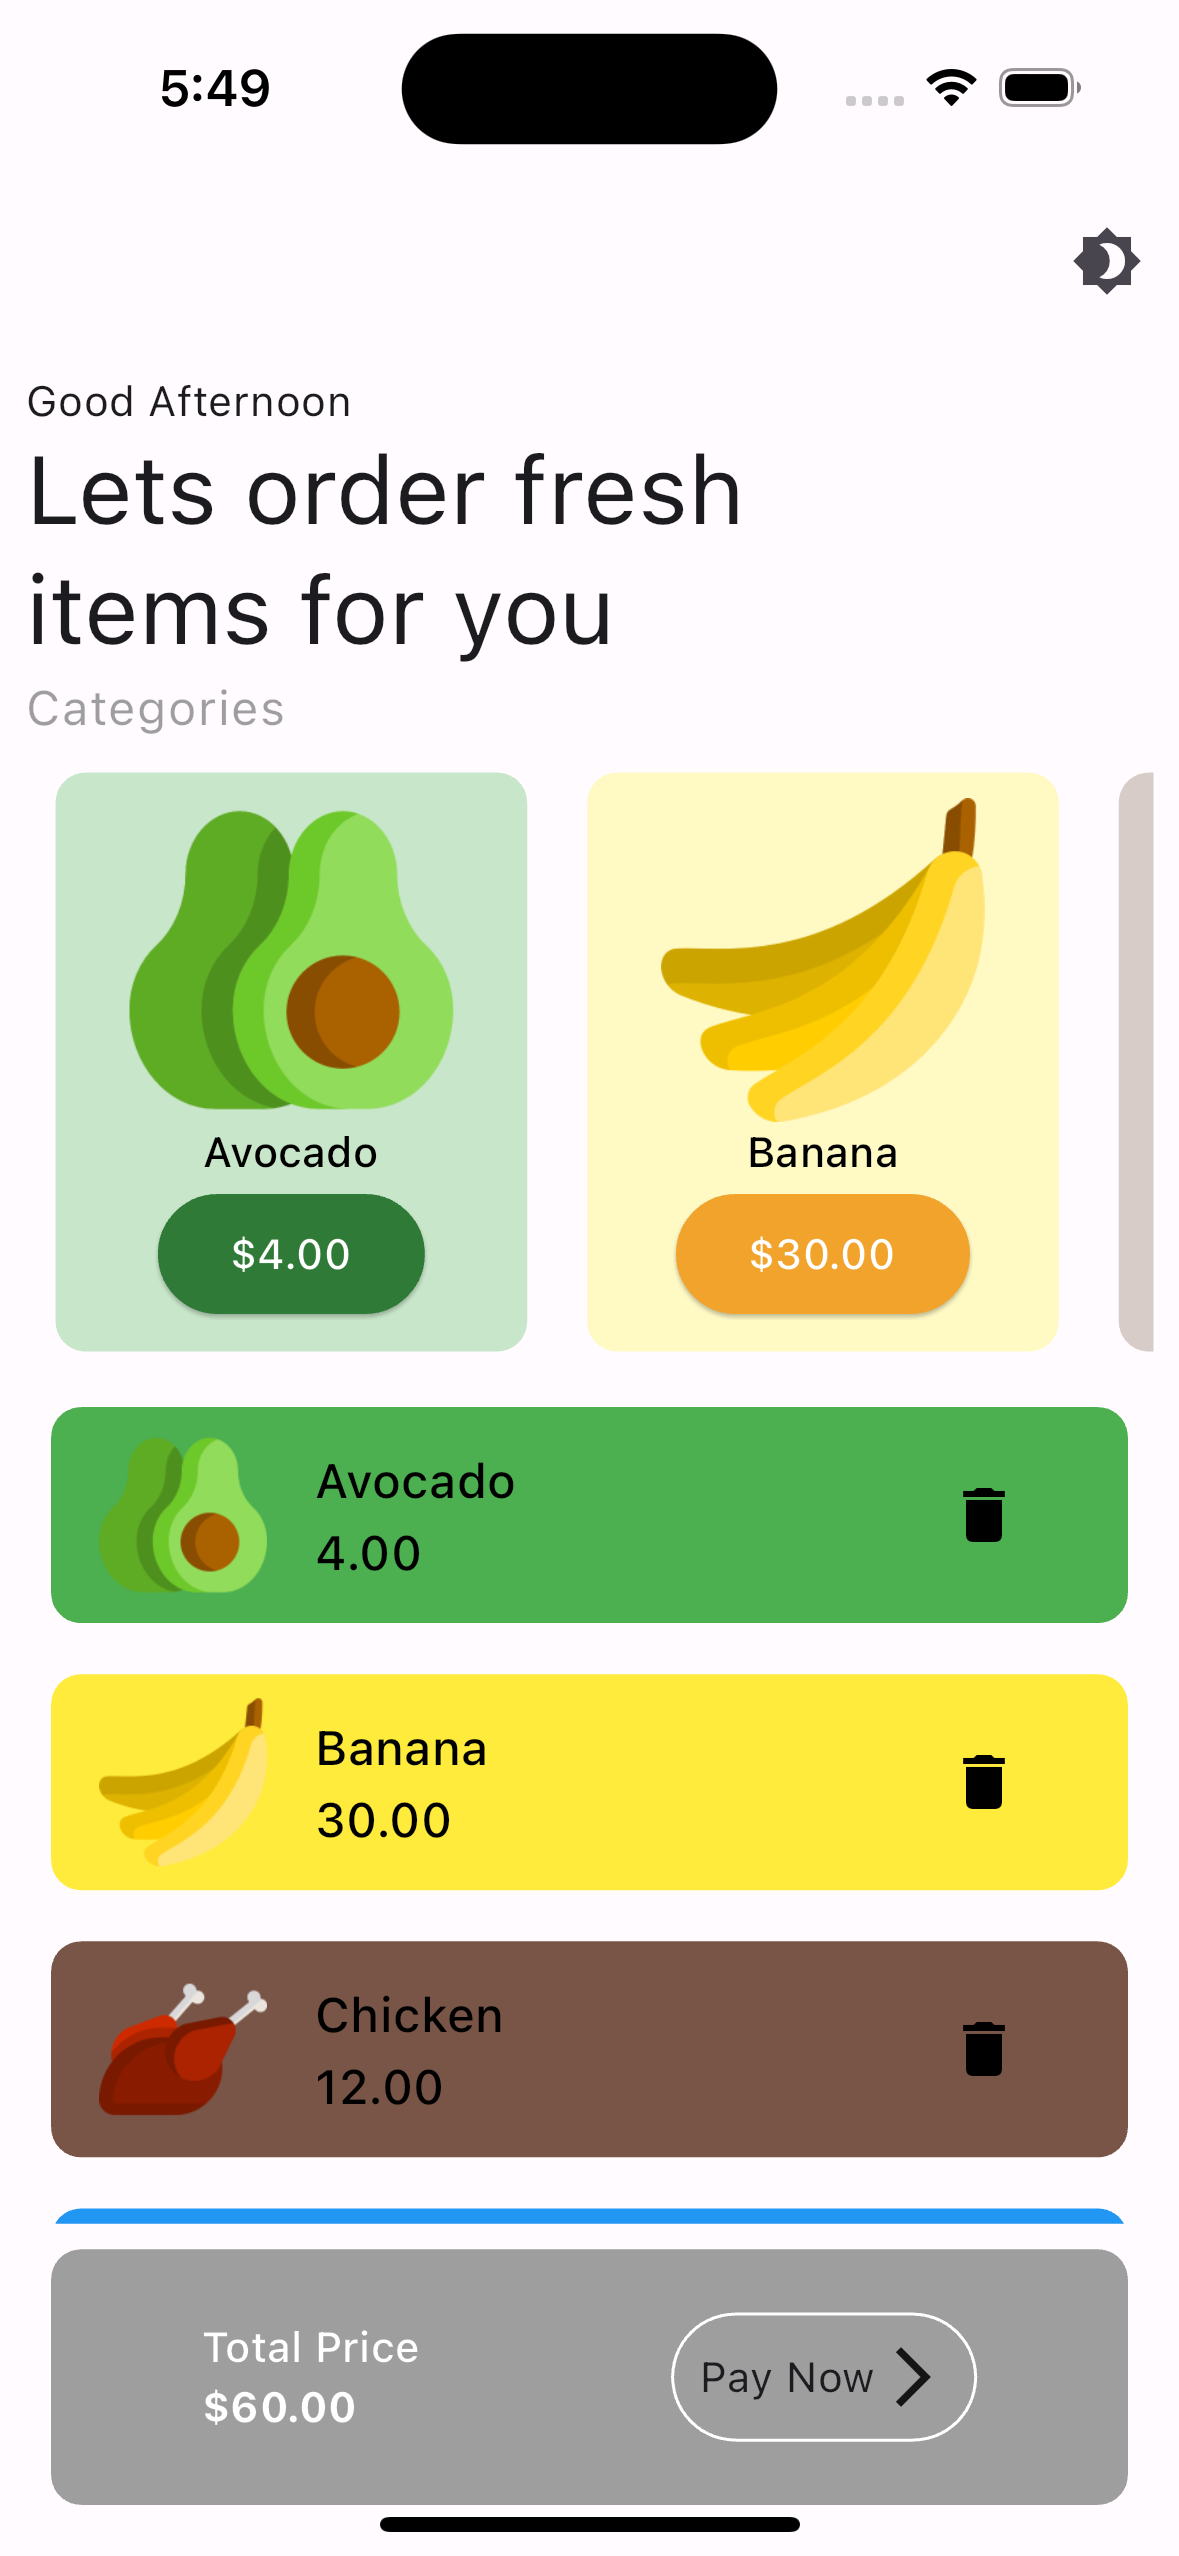 5:49
Good Afternoon
Lets order fresh
items for you
Categories
Avocado
$4.00
Banana
$30.00
Avocado
4.00
Banana
30.00
Chicken
12.00
Total Price
$60.00
Pay Now